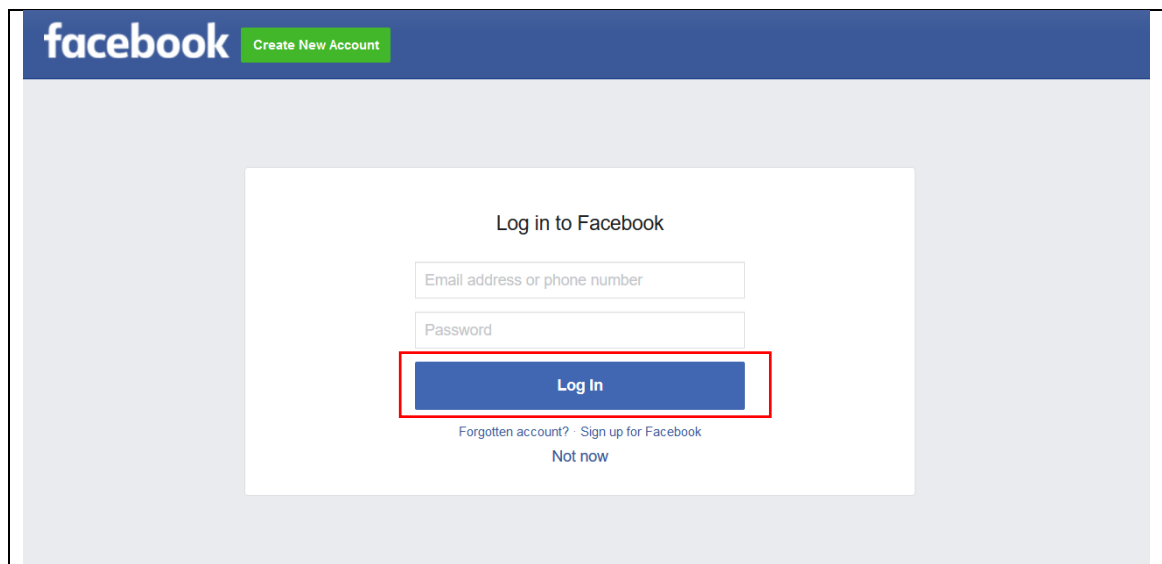 facebook Create New Account
Log in to Facebook
Email address or phone number
Password
Log In
Forgotten account? · Sign up for Facebook
Not now